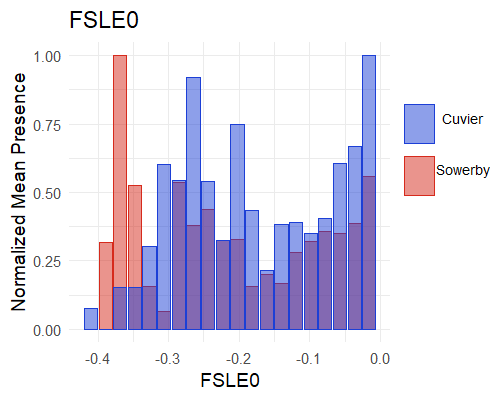 FSLE0
Normalized Mean Presence
1.00
0.75
0.50
0.25
0.00
-0.4 -0.3 -0.2 -0.1 0.0
FSLE0
Cuvier
Sowerby